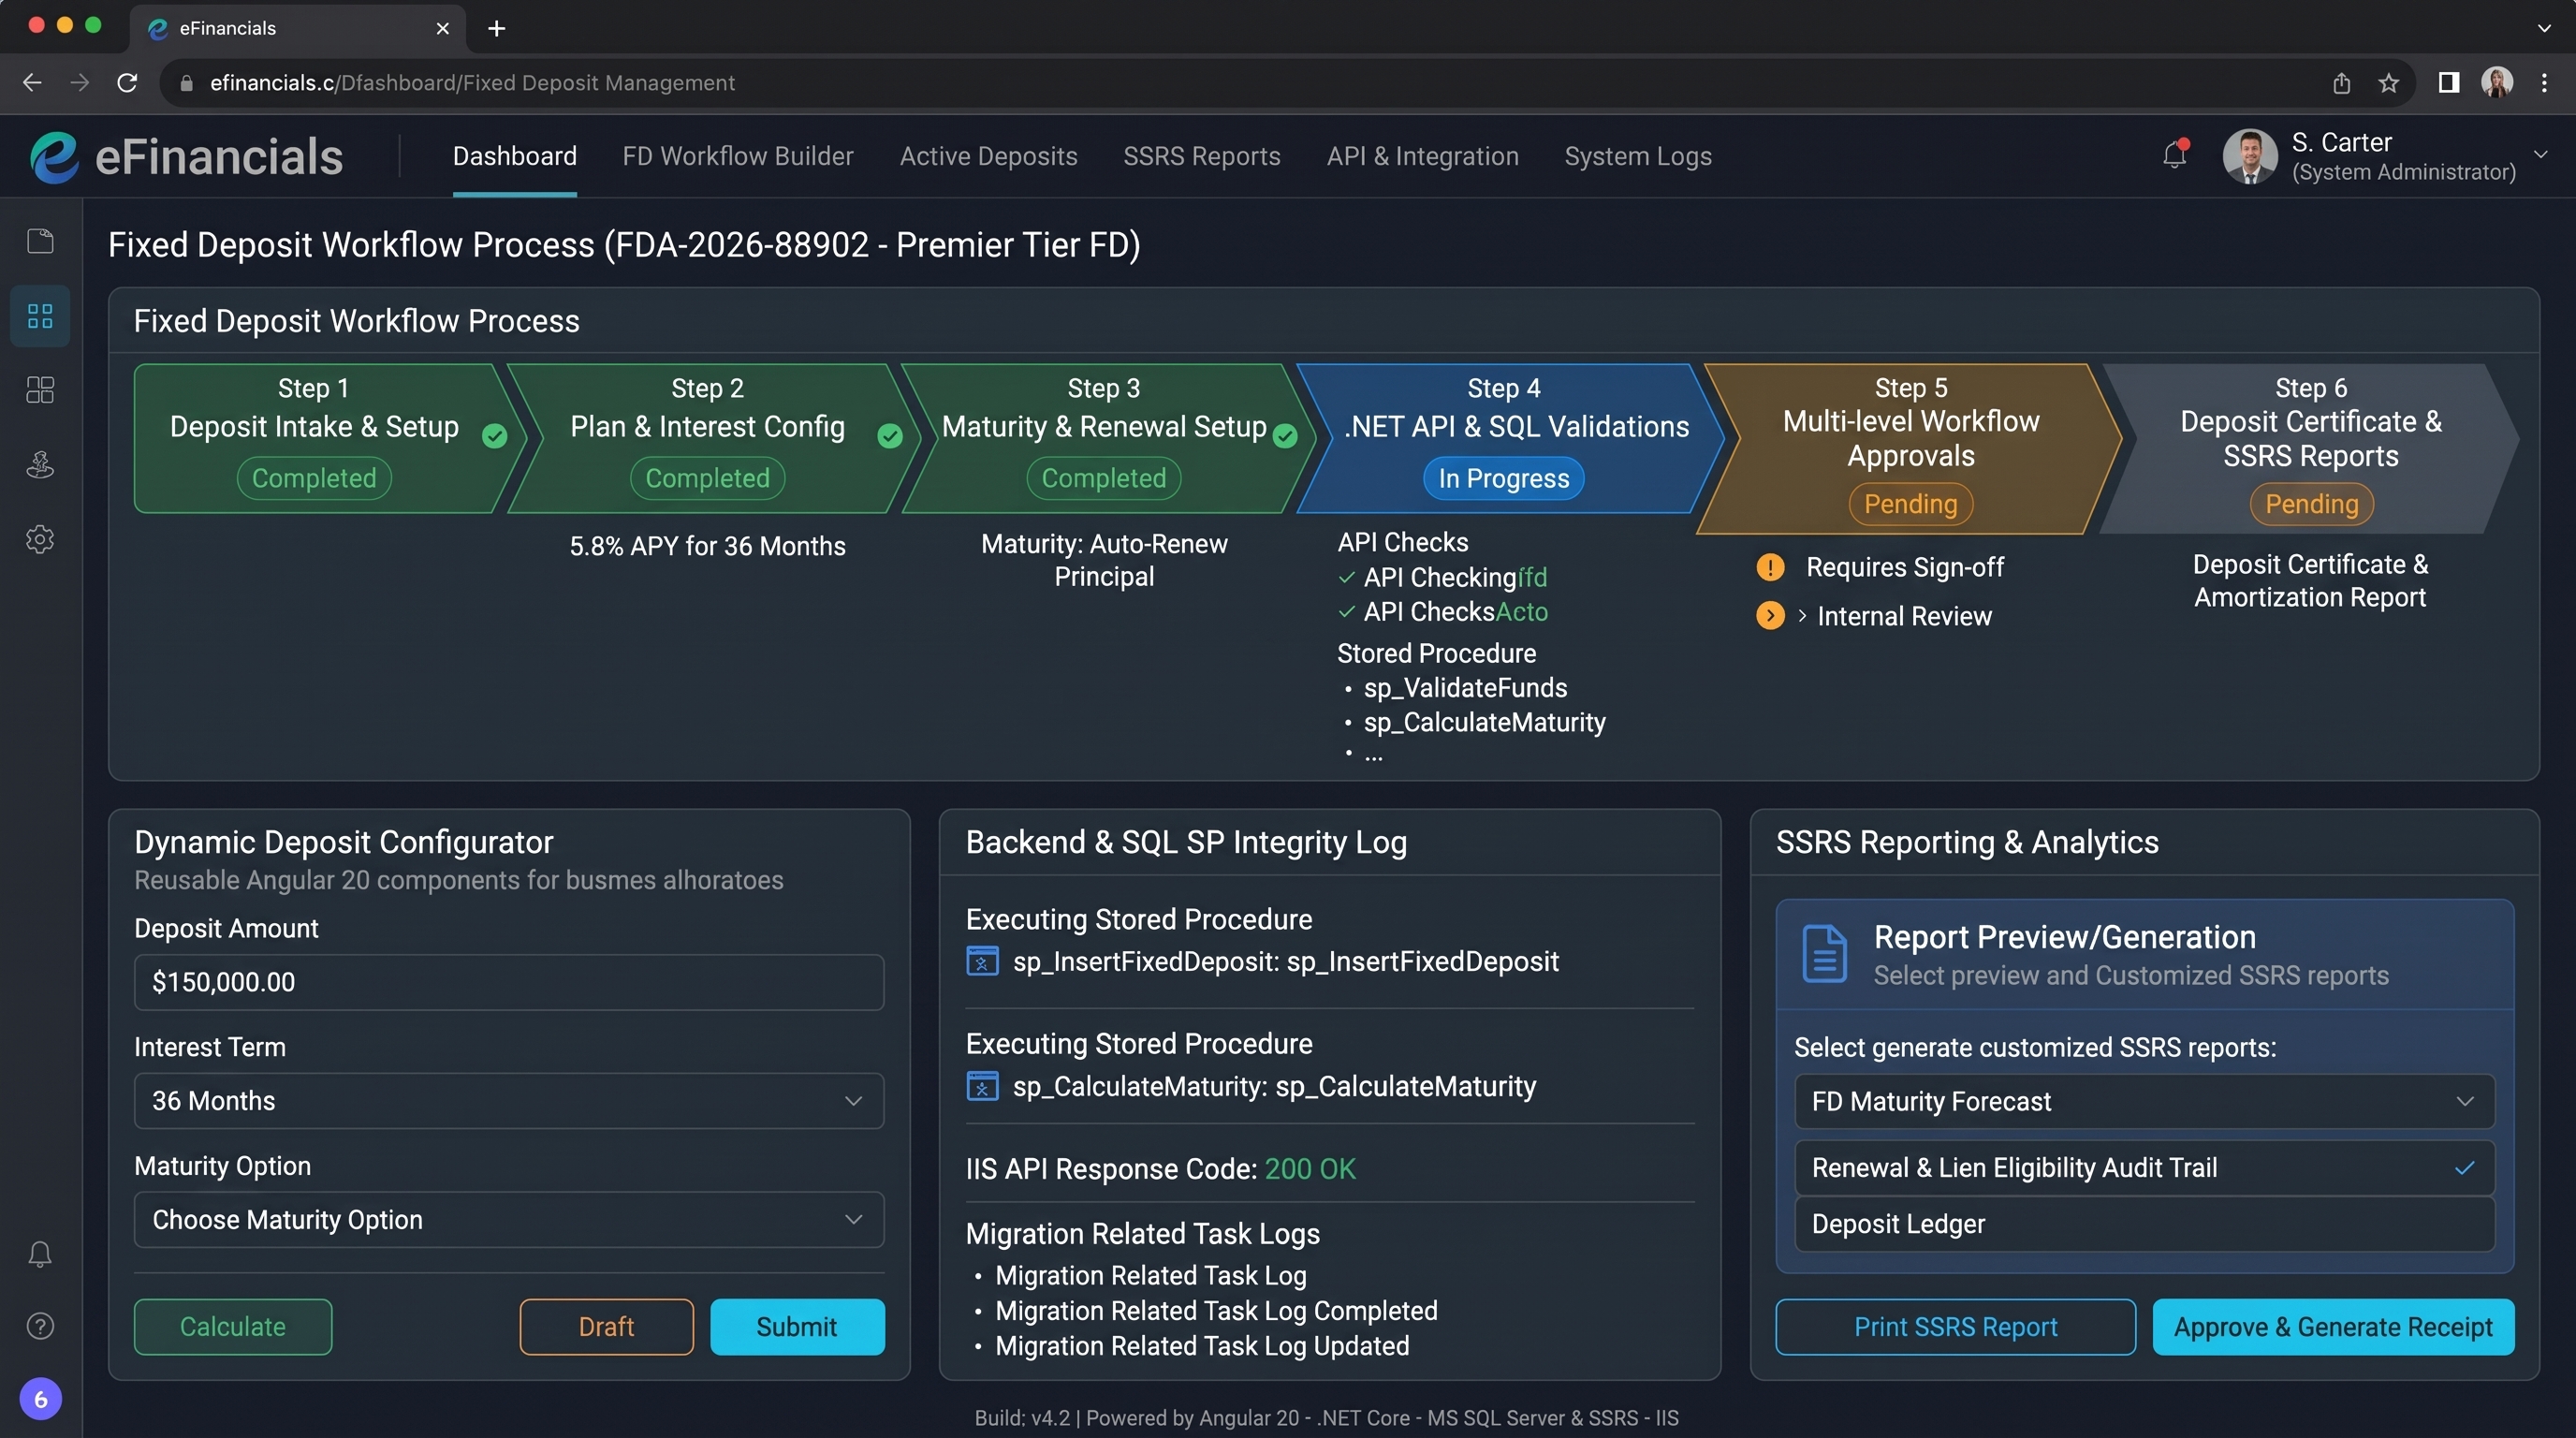 eFinancials
efinancials.c/Dfashboard/Fixed Deposit Management
eFinancials
Dashboard
FD Workflow Builder
Active Deposits
SSRS Reports
API & Integration
System Logs
S. Carter
(System Administrator)
Fixed Deposit Workflow Process (FDA-2026-88902 - Premier Tier FD)
Fixed Deposit Workflow Process
Step 1
Deposit Intake & Setup
Completed
Step 2
Plan & Interest Config
Completed
5.8% APY for 36 Months
Step 3
Maturity & Renewal Setup
Completed
Maturity: Auto-Renew
Principal
Step 4
.NET API & SQL Validations
In Progress
API Checks
API Checkingífd
API ChecksActo
Stored Procedure
• sp_ValidateFunds
• sp_CalculateMaturity
• ...
Step 5
Multi-level Workflow
Approvals
Pending
! Requires Sign-off
> Internal Review
Step 6
Deposit Certificate &
SSRS Reports
Pending
Deposit Certificate &
Amortization Report
Dynamic Deposit Configurator
Reusable Angular 20 components for busmes alhoratoes
Deposit Amount
$150,000.00
Interest Term
36 Months
Maturity Option
Choose Maturity Option
Calculate
Draft
Submit
Backend & SQL SP Integrity Log
Executing Stored Procedure
sp_InsertFixedDeposit: sp_InsertFixedDeposit
Executing Stored Procedure
sp_CalculateMaturity: sp_CalculateMaturity
IIS API Response Code: 200 OK
Migration Related Task Logs
• Migration Related Task Log
• Migration Related Task Log Completed
• Migration Related Task Log Updated
SSRS Reporting & Analytics
Report Preview/Generation
Select preview and Customized SSRS reports
Select generate customized SSRS reports:
FD Maturity Forecast
Renewal & Lien Eligibility Audit Trail
Deposit Ledger
Print SSRS Report
Approve & Generate Receipt
?
6
Build; v4.2 | Powered by Angular 20 - .NET Core - MS SQL Server & SSRS - IIS